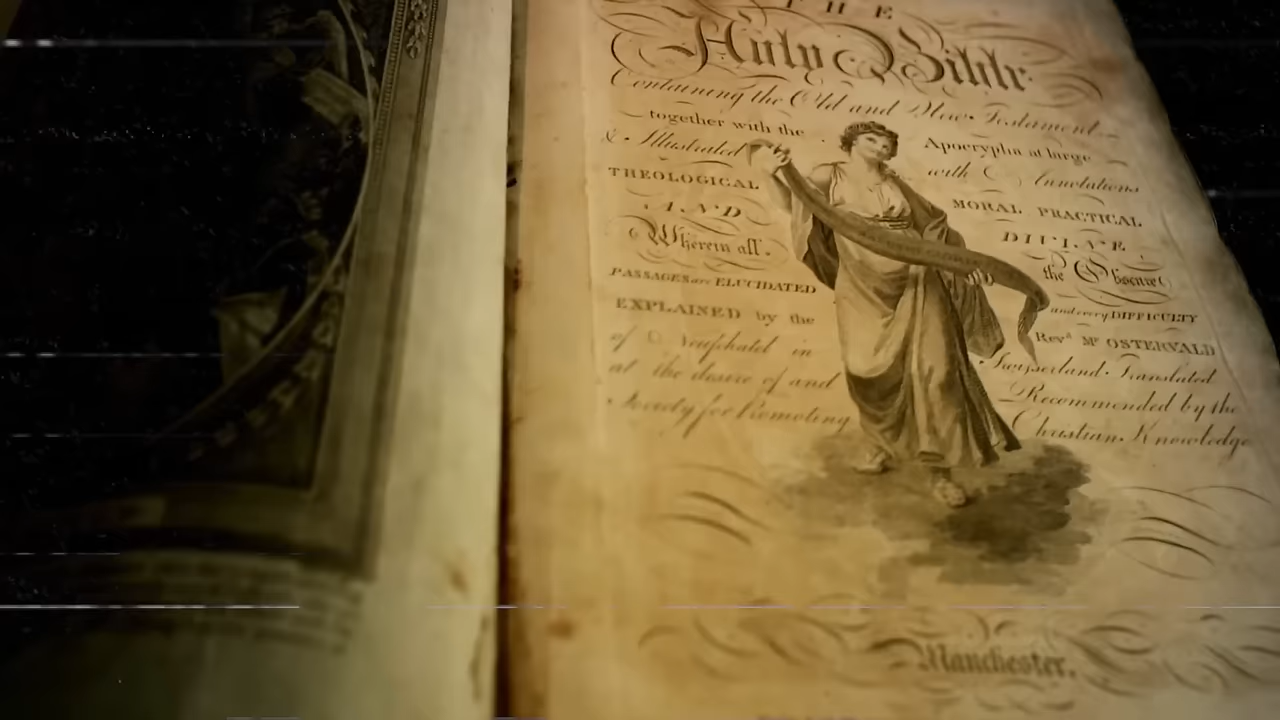 THE
Holy Bible
Containing the Old and New Testament
together with the Apocrypha at large
& Illustrated with Annotations
THEOLOGICAL MORAL PRACTICAL
AND DIVINE
Wherein all the Obscure
PASSAGES are ELUCIDATED and every DIFFICULTY
EXPLAINED by the Revd Mr OSTERVALD
of Neufchatel in Swisserland Translated
at the desire of and Recommended by the
Society for Promoting Christian Knowledge
Manchester.